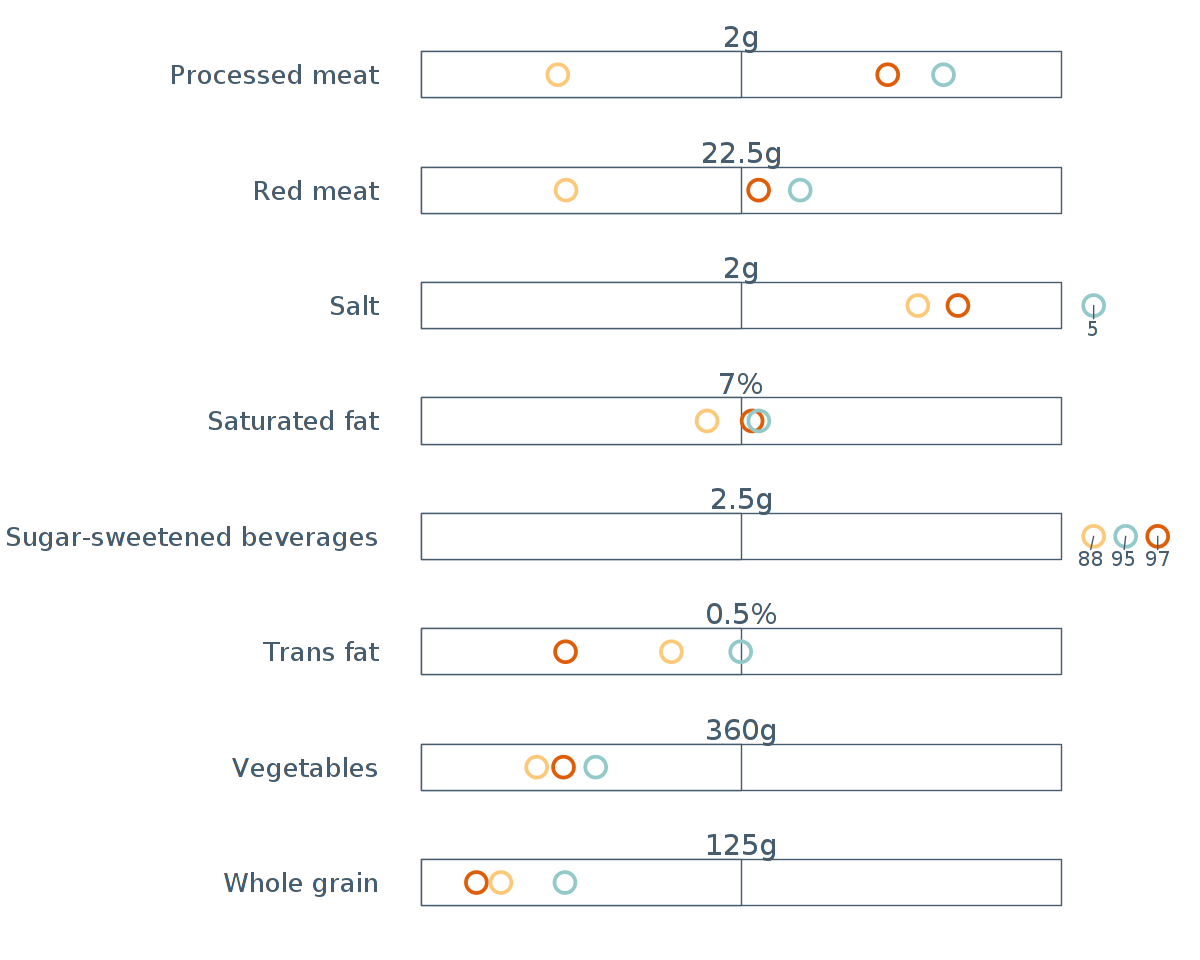 2g
Processed meat
22.5g
Red meat
2g
Salt
5
7%
Saturated fat
2.5g
Sugar-sweetened beverages
88 95 97
0.5%
Trans fat
360g
Vegetables
125g
Whole grain